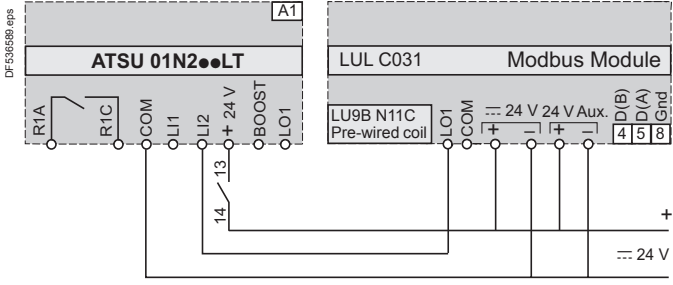 DF536589.eps
A1
ATSU 01N2●●LT
R1A
R1C
COM
LI1
LI2
+ 24 V
BOOST
LO1
13
14
LUL C031 Modbus Module
LU9B N11C
Pre-wired coil
LO1
COM
⎓ 24 V 24 V Aux.
+ – + –
D(B)
D(A)
Gnd
4 5 8
+
⎓ 24 V